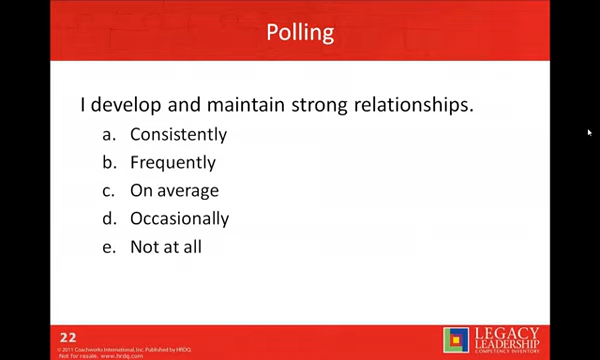 Polling
I develop and maintain strong relationships.
a. Consistently
b. Frequently
c. On average
d. Occasionally
e. Not at all
22
© 2011 Coachworks International, Inc. Published by HRDQ.
Not for resale. www.hrdq.com
LEGACY
LEADERSHIP
COMPETENCY INVENTORY